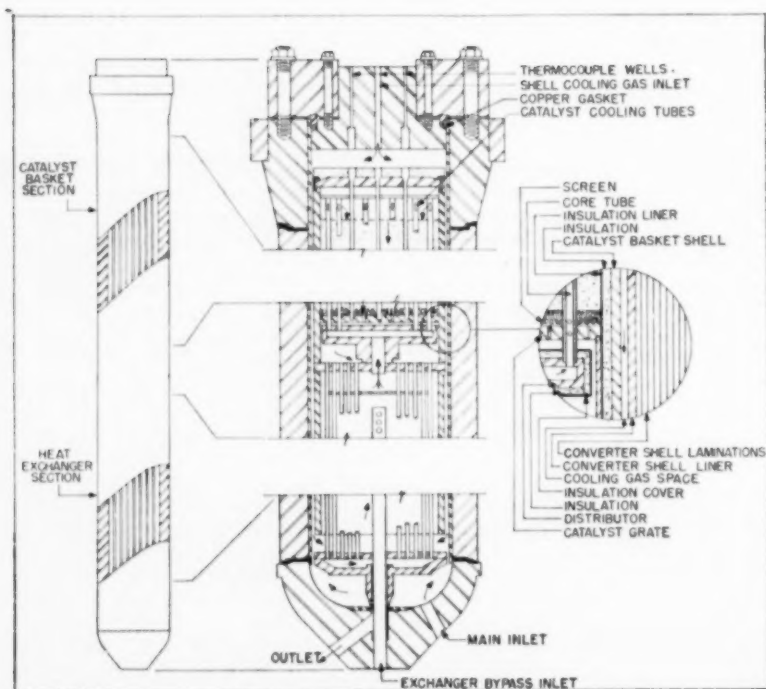 THERMOCOUPLE WELLS.
SHELL COOLING GAS INLET
COPPER GASKET
CATALYST COOLING TUBES
CATALYST
BASKET
SECTION
SCREEN
CORE TUBE
INSULATION LINER
INSULATION
CATALYST BASKET SHELL
HEAT
EXCHANGER
SECTION
CONVERTER SHELL LAMINATIONS
CONVERTER SHELL LINER
COOLING GAS SPACE
INSULATION COVER
INSULATION
DISTRIBUTOR
CATALYST GRATE
MAIN INLET
OUTLET
EXCHANGER BYPASS INLET